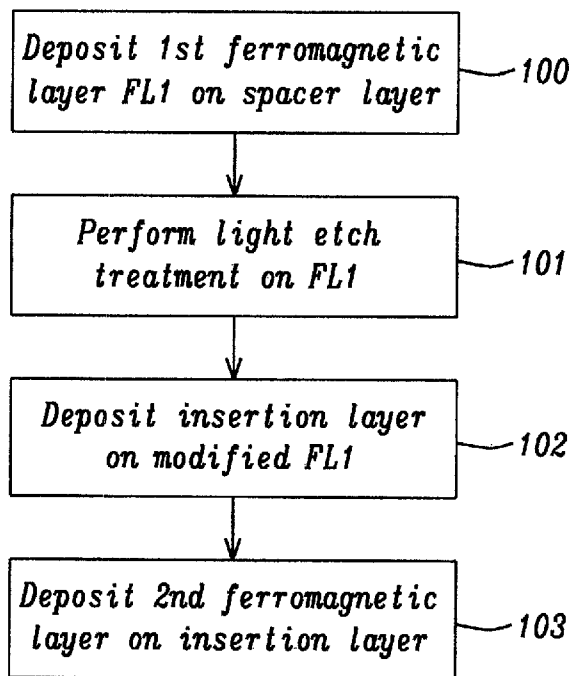 Deposit 1st ferromagnetic
layer FL1 on spacer layer
100
Perform light etch
treatment on FL1
101
Deposit insertion layer
on modified FL1
102
Deposit 2nd ferromagnetic
layer on insertion layer
103